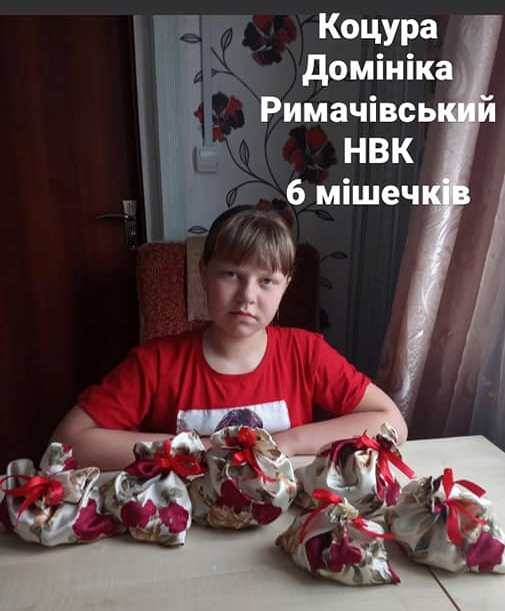 Коцура
Домініка
Римачівський
НВК
6 мішечків